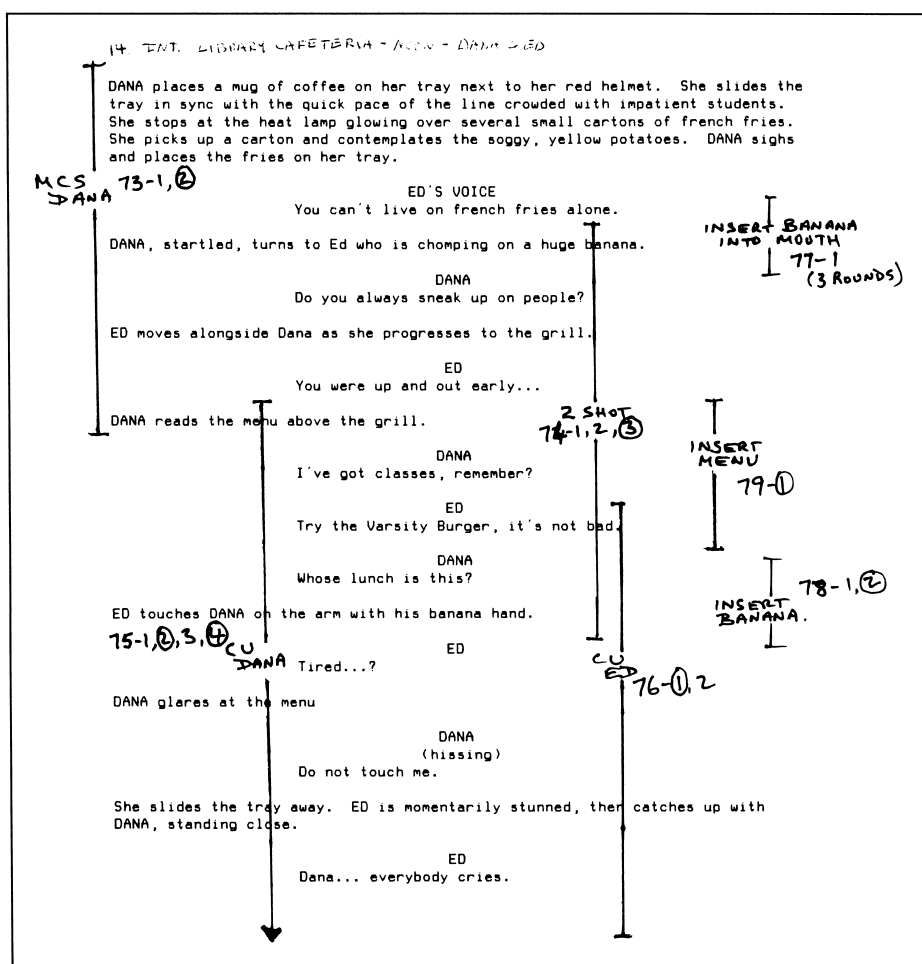 14. INT. LIBRARY CAFETERIA - NOON - DANA & ED
DANA places a mug of coffee on her tray next to her red helmet. She slides the
tray in sync with the quick pace of the line crowded with impatient students.
She stops at the heat lamp glowing over several small cartons of french fries.
She picks up a carton and contemplates the soggy, yellow potatoes. DANA sighs
and places the fries on her tray.
MCS
DANA
73-1, 2
ED'S VOICE
You can't live on french fries alone.
DANA, startled, turns to Ed who is chomping on a huge banana.
INSERT BANANA
INTO MOUTH
77-1
(3 ROUNDS)
DANA
Do you always sneak up on people?
ED moves alongside Dana as she progresses to the grill.
ED
You were up and out early...
DANA reads the menu above the grill.
2 SHOT
74-1, 2, 3
INSERT
MENU
79-1
DANA
I've got classes, remember?
ED
Try the Varsity Burger, it's not bad.
DANA
Whose lunch is this?
78-1, 2
INSERT
BANANA.
ED touches DANA on the arm with his banana hand.
75-1, 2, 3, 4
CU
DANA
ED
Tired...?
CU
ED
76-1, 2
DANA glares at the menu
DANA
(hissing)
Do not touch me.
She slides the tray away. ED is momentarily stunned, then catches up with
DANA, standing close.
ED
Dana... everybody cries.